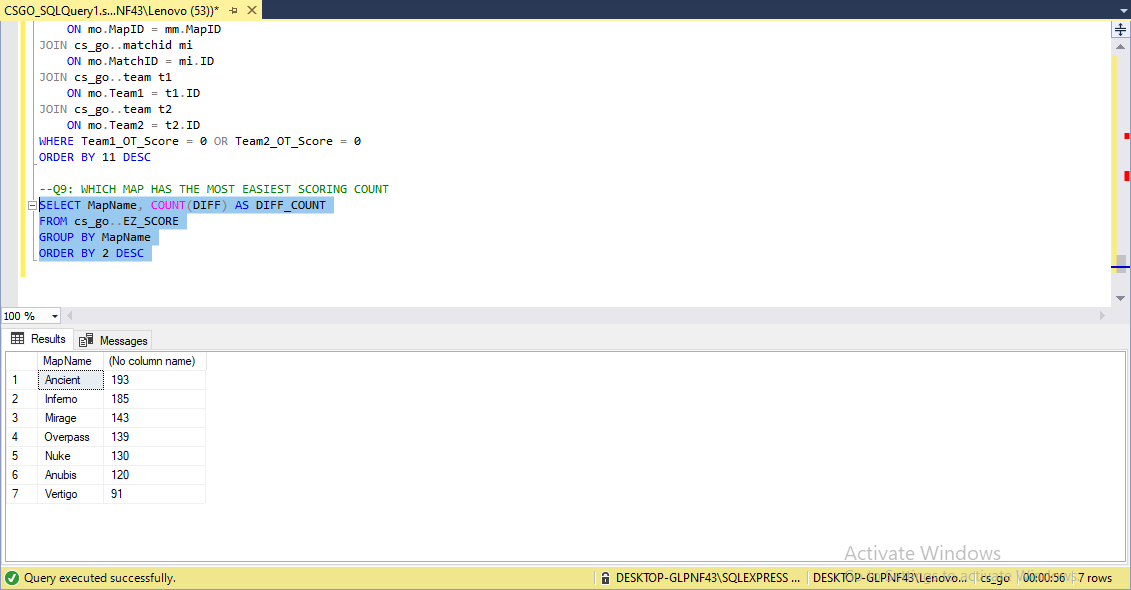 CSGO_SQLQuery1.s...NF43\Lenovo (53))*
ON mo.MapID = mm.MapID
JOIN cs_go..matchid mi
ON mo.MatchID = mi.ID
JOIN cs_go..team t1
ON mo.Team1 = t1.ID
JOIN cs_go..team t2
ON mo.Team2 = t2.ID
WHERE Team1_OT_Score = 0 OR Team2_OT_Score = 0
ORDER BY 11 DESC
--Q9: WHICH MAP HAS THE MOST EASIEST SCORING COUNT
SELECT MapName, COUNT(DIFF) AS DIFF_COUNT
FROM cs_go..EZ_SCORE
GROUP BY MapName
ORDER BY 2 DESC
100 %
Results Messages
MapName (No column name)
1 Ancient 193
2 Inferno 185
3 Mirage 143
4 Overpass 139
5 Nuke 130
6 Anubis 120
7 Vertigo 91
Activate Windows
Go to Settings to activate Windows.
Query executed successfully. DESKTOP-GLPNF43\SQLEXPRESS ... DESKTOP-GLPNF43\Lenovo... cs_go 00:00:56 7 rows